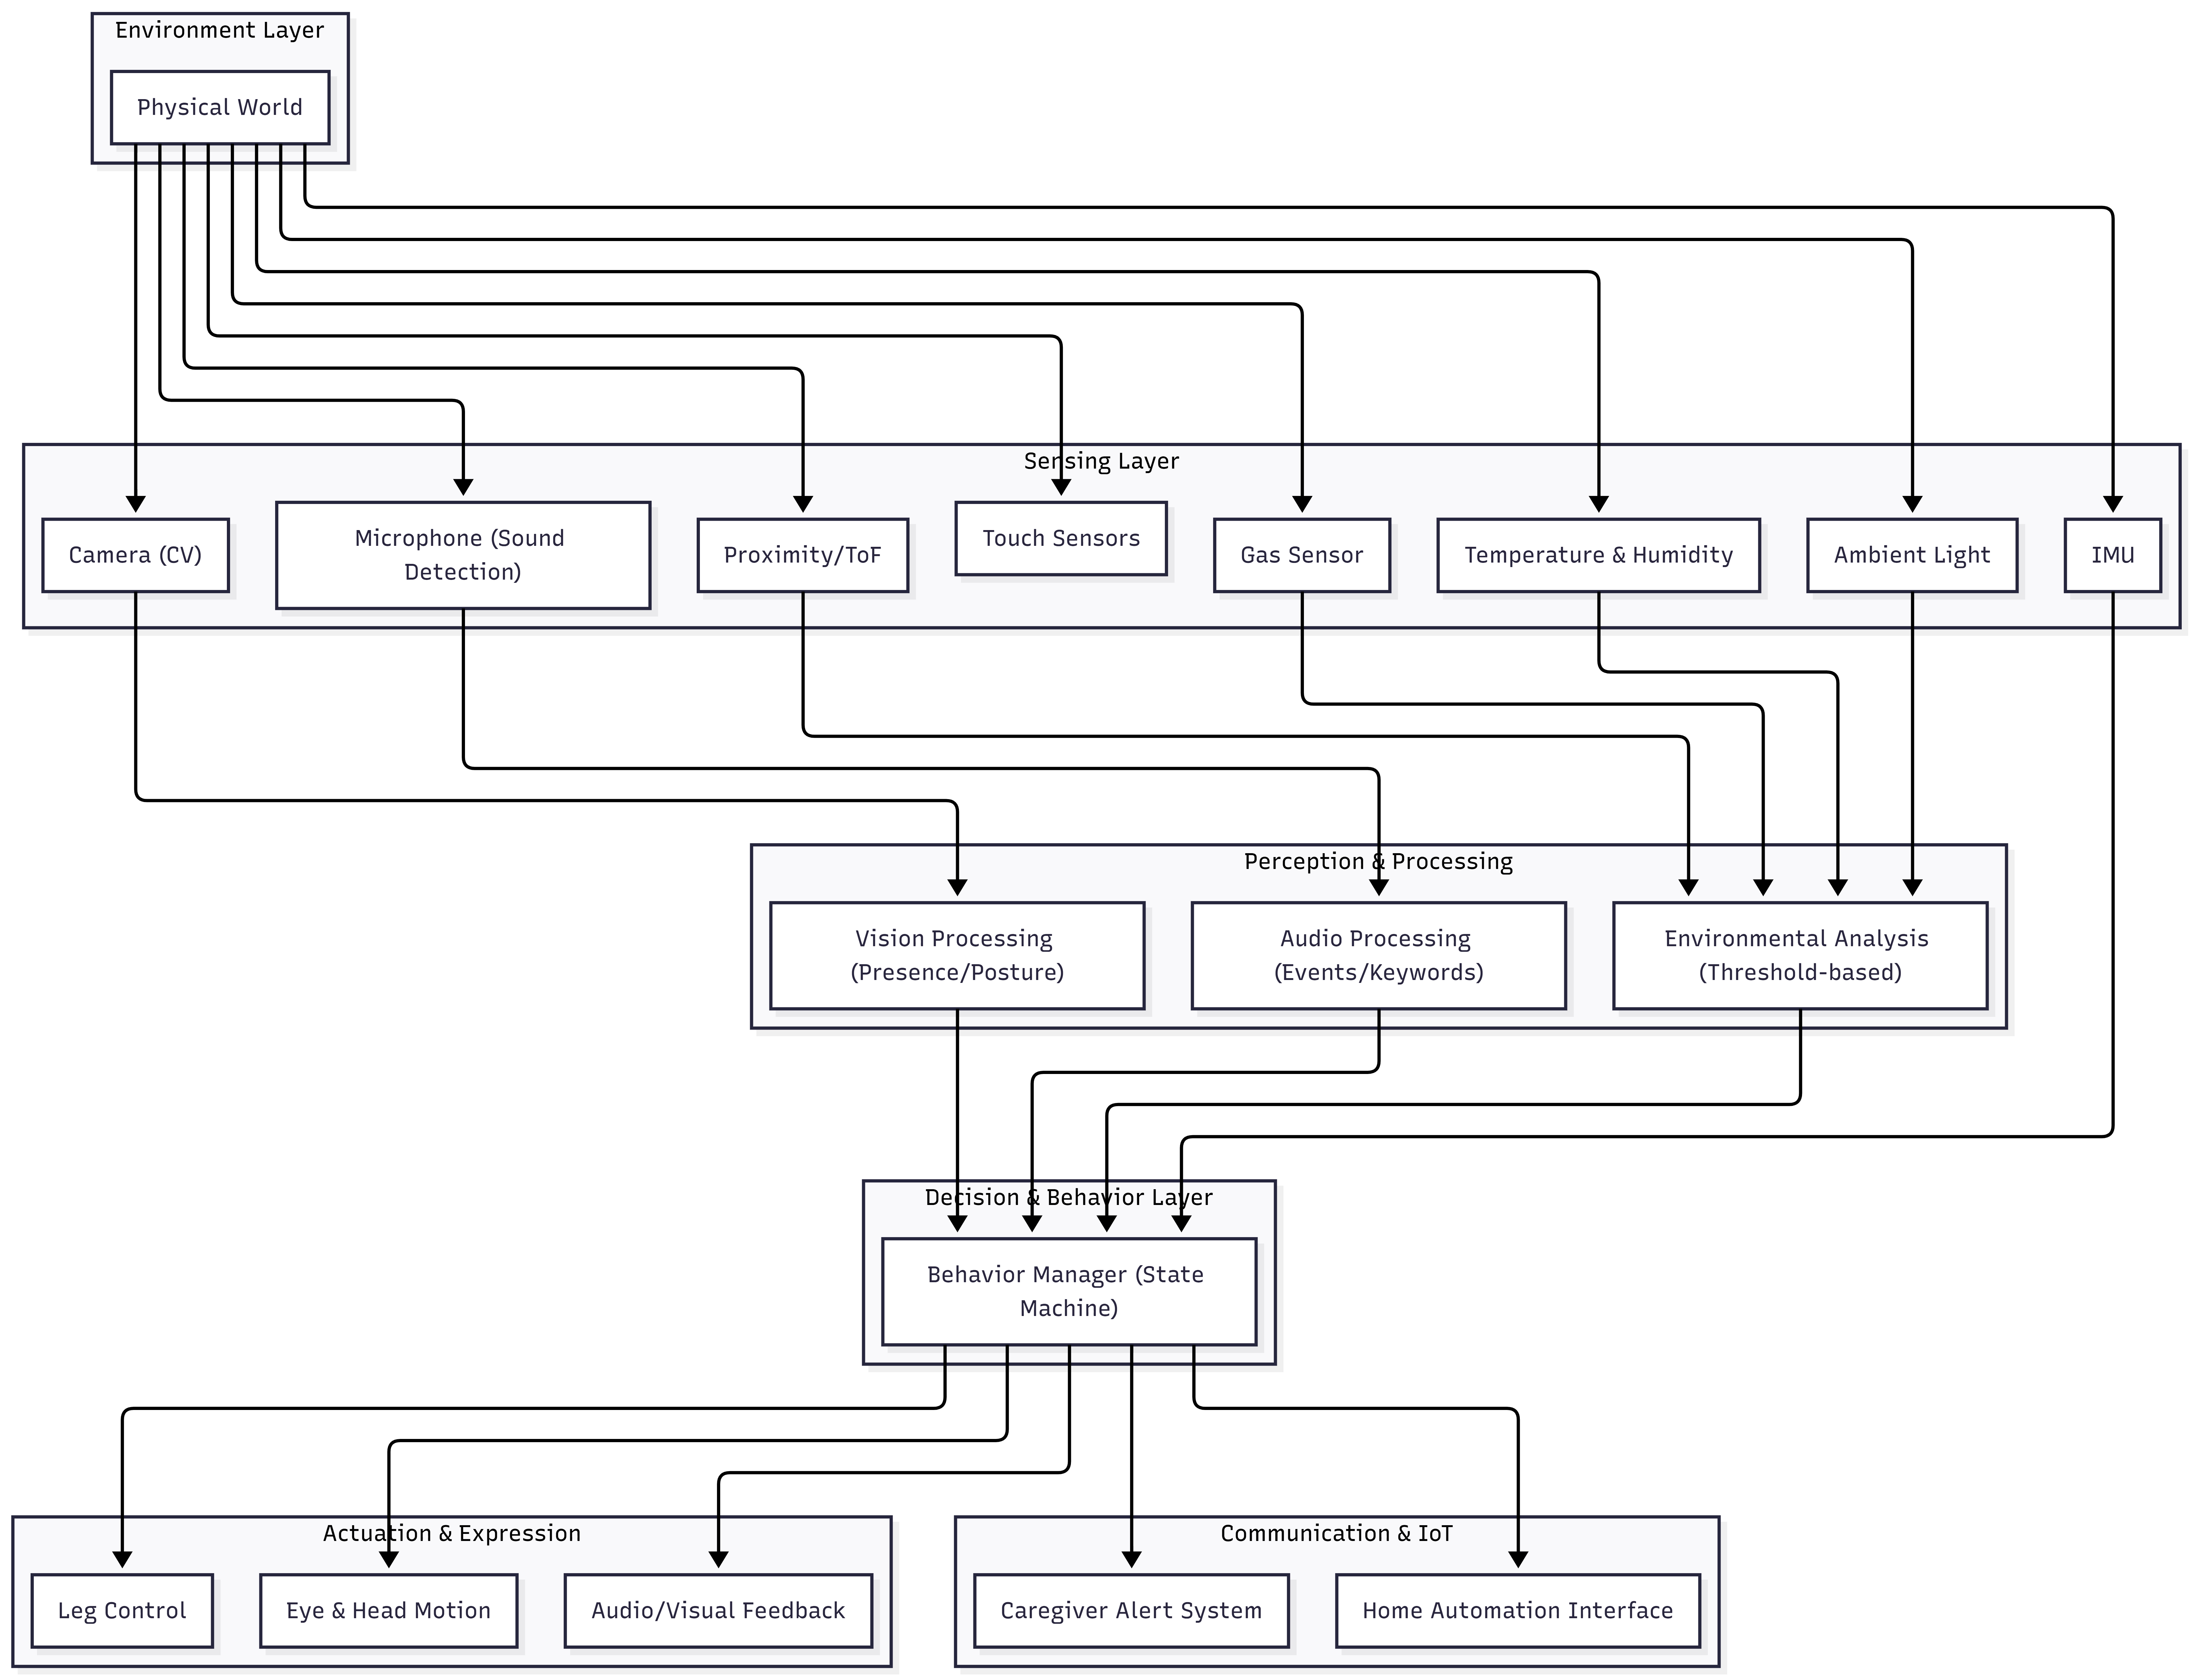 Environment Layer
Physical World
Sensing Layer
Camera (CV)
Microphone (Sound
Detection)
Proximity/ToF
Touch Sensors
Gas Sensor
Temperature & Humidity
Ambient Light
IMU
Perception & Processing
Vision Processing
(Presence/Posture)
Audio Processing
(Events/Keywords)
Environmental Analysis
(Threshold-based)
Decision & Behavior Layer
Behavior Manager (State
Machine)
Actuation & Expression
Leg Control
Eye & Head Motion
Audio/Visual Feedback
Communication & IoT
Caregiver Alert System
Home Automation Interface